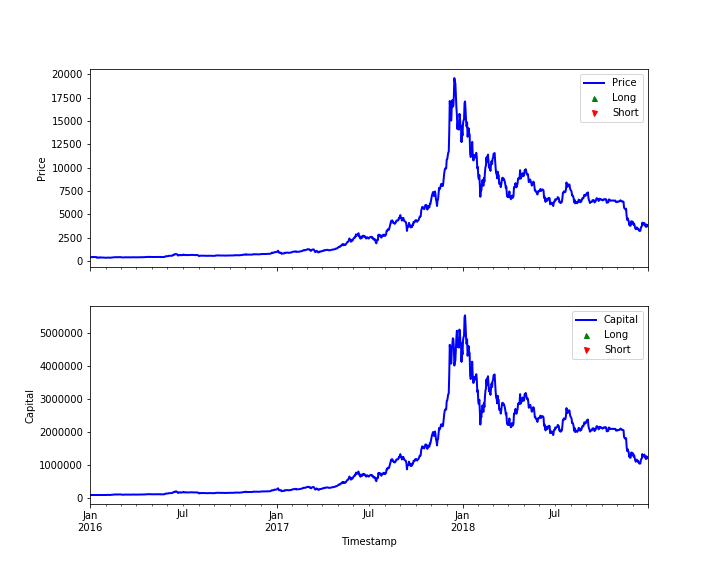 20000
17500
15000
12500
10000
7500
5000
2500
0
Price
Price
Long
Short
5000000
4000000
3000000
2000000
1000000
0
Capital
Capital
Long
Short
Jan Jul Jan Jul Jan Jul
2016 2017 2018
Timestamp